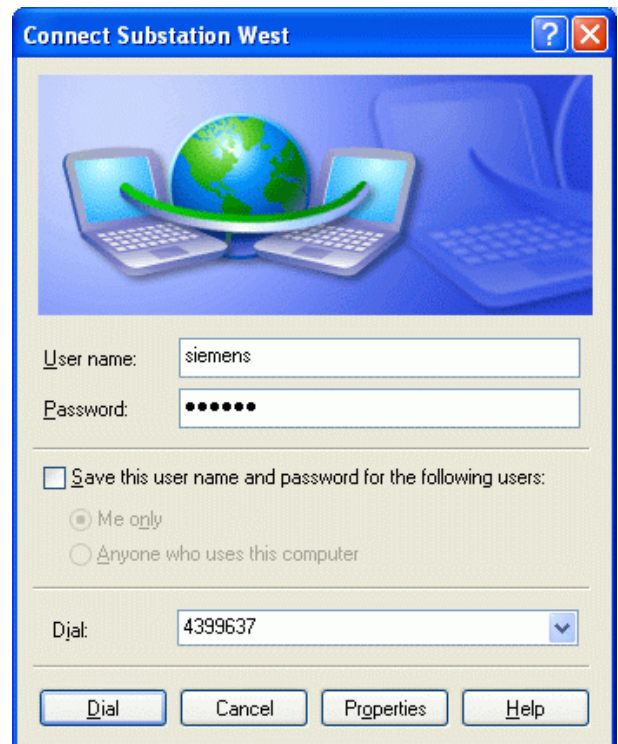 Connect Substation West
User name: siemens
Password: ●●●●●●
Save this user name and password for the following users:
Me only
Anyone who uses this computer
Dial: 4399637
Dial Cancel Properties Help